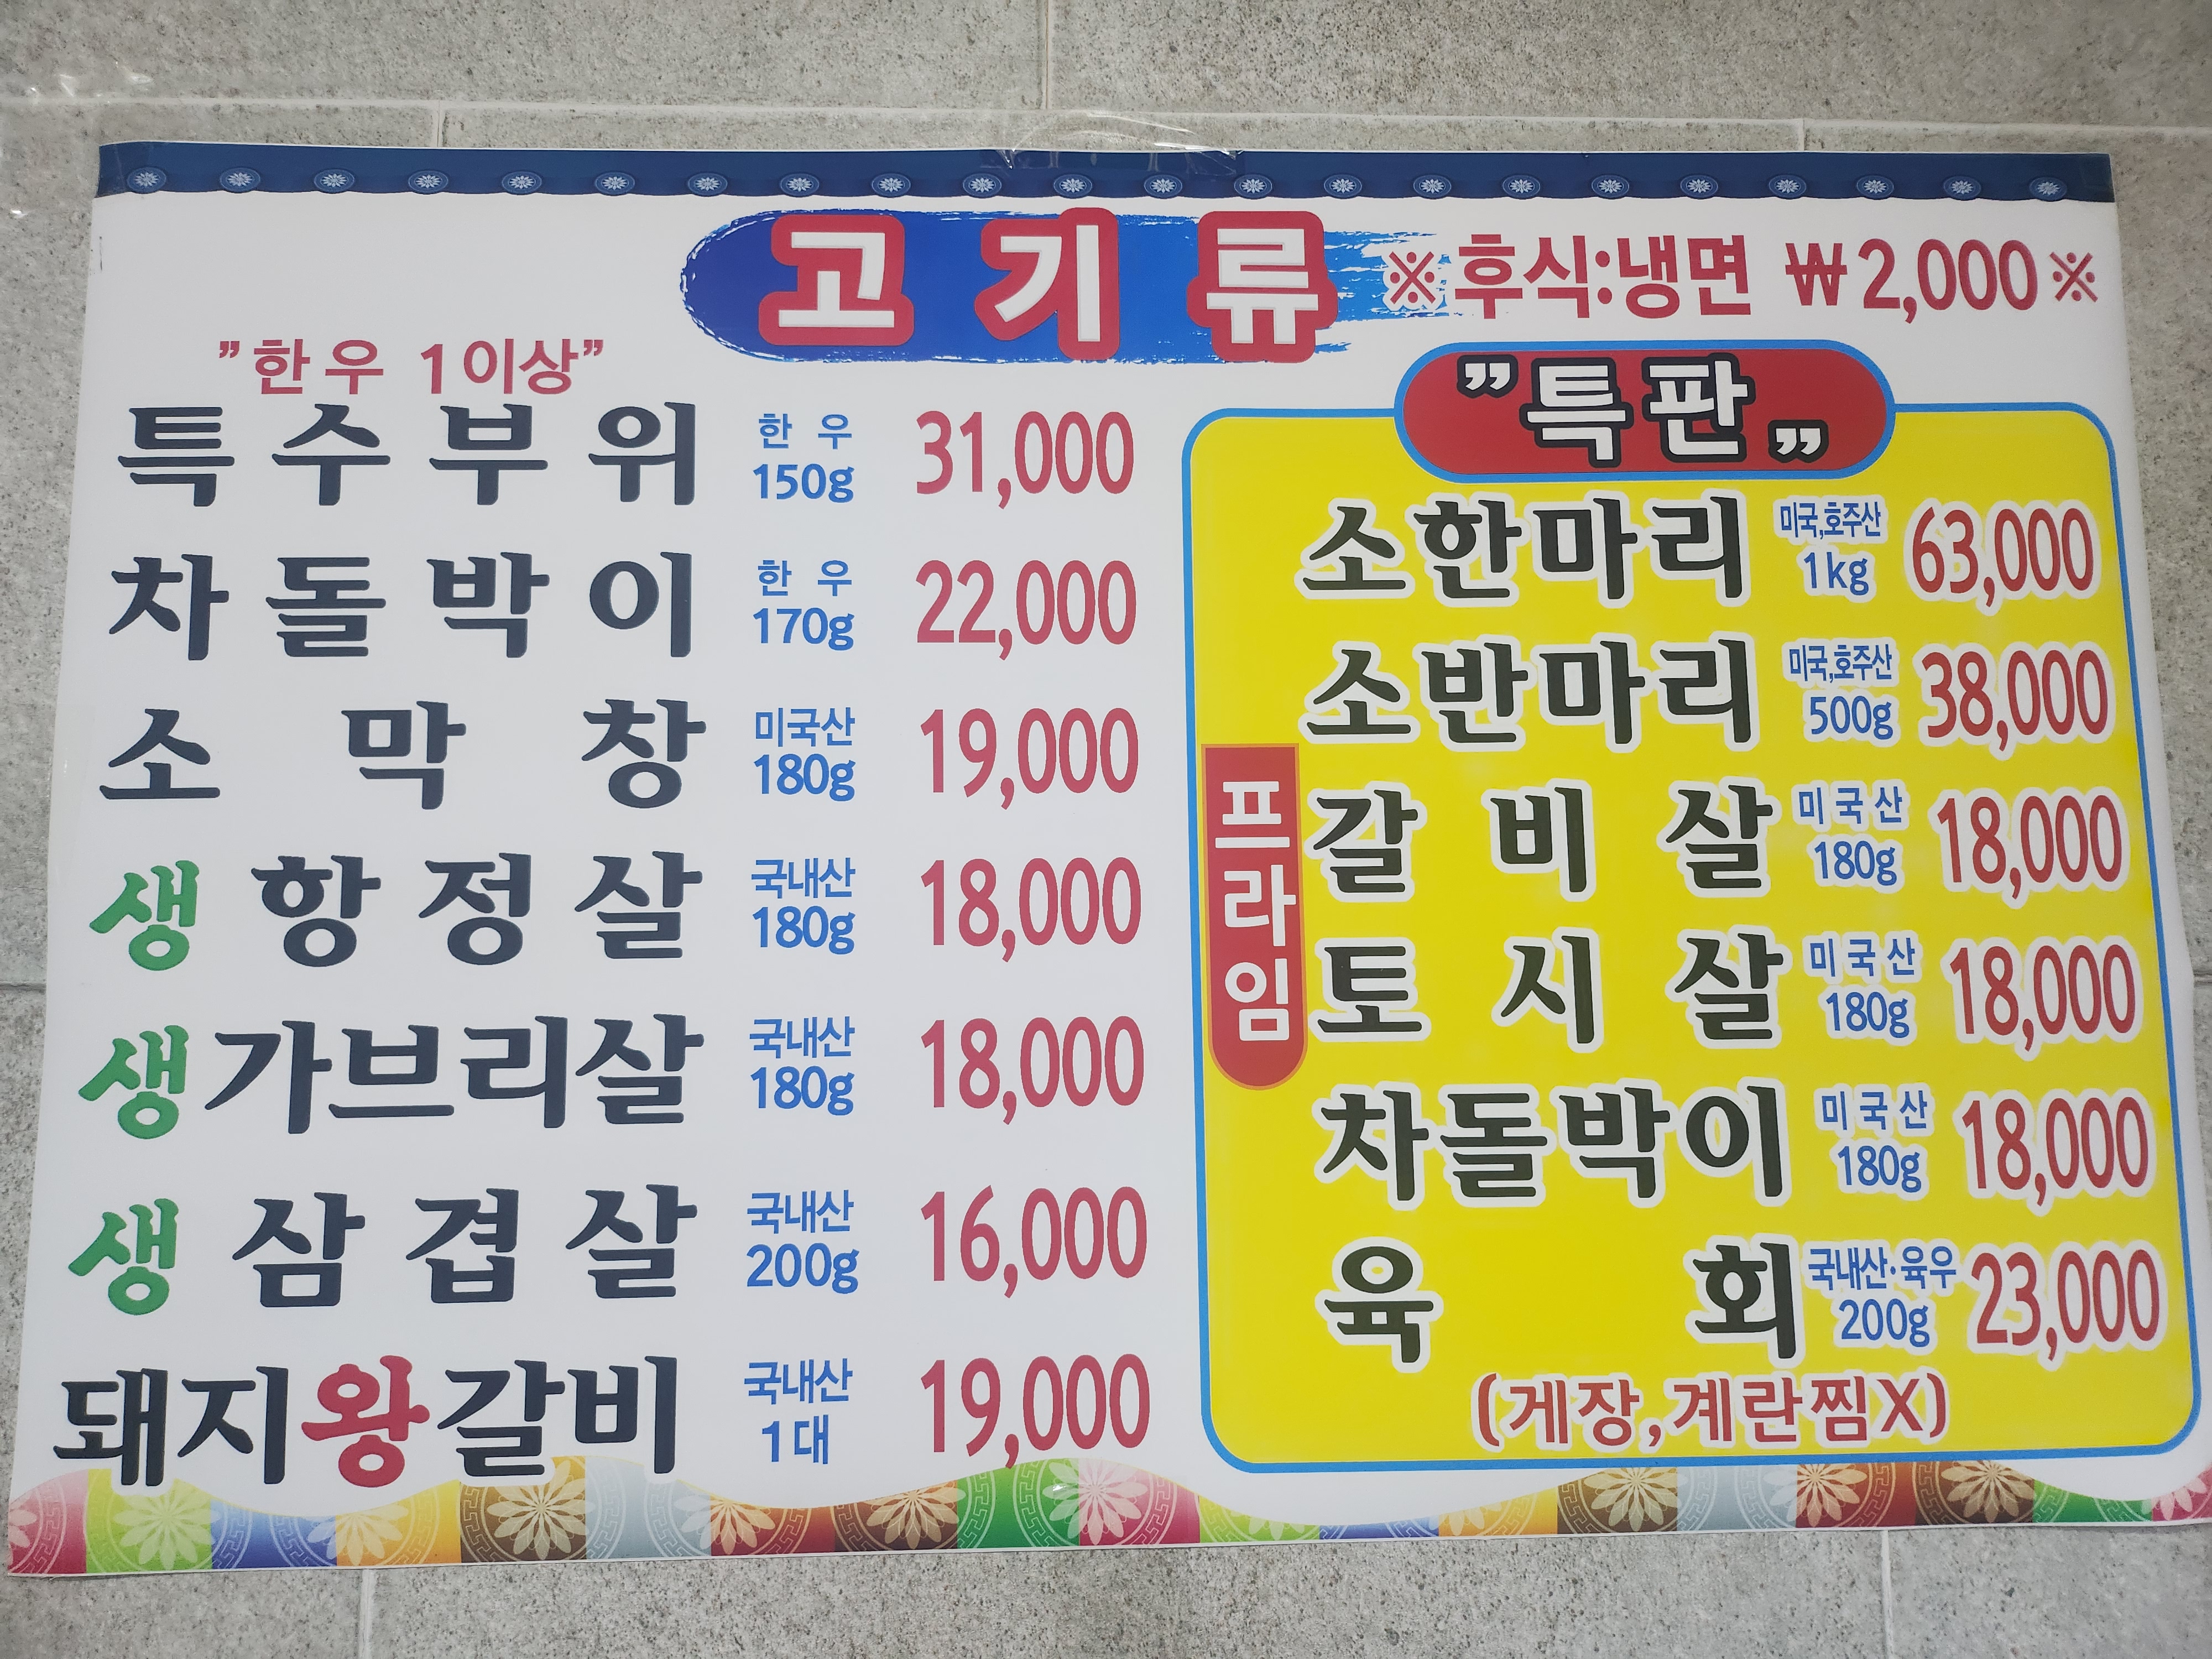 고기류
※후식:냉면 ₩2,000※
"한우 1이상"
특수부위 한우 150g 31,000
차돌박이 한우 170g 22,000
소막창 미국산 180g 19,000
생항정살 국내산 180g 18,000
생가브리살 국내산 180g 18,000
생삼겹살 국내산 200g 16,000
돼지왕갈비 국내산 1대 19,000
"특판"
프라임
소한마리 미국,호주산 1kg 63,000
소반마리 미국,호주산 500g 38,000
갈비살 미국산 180g 18,000
토시살 미국산 180g 18,000
차돌박이 미국산 180g 18,000
육회 국내산·육우 200g 23,000
(게장,계란찜X)